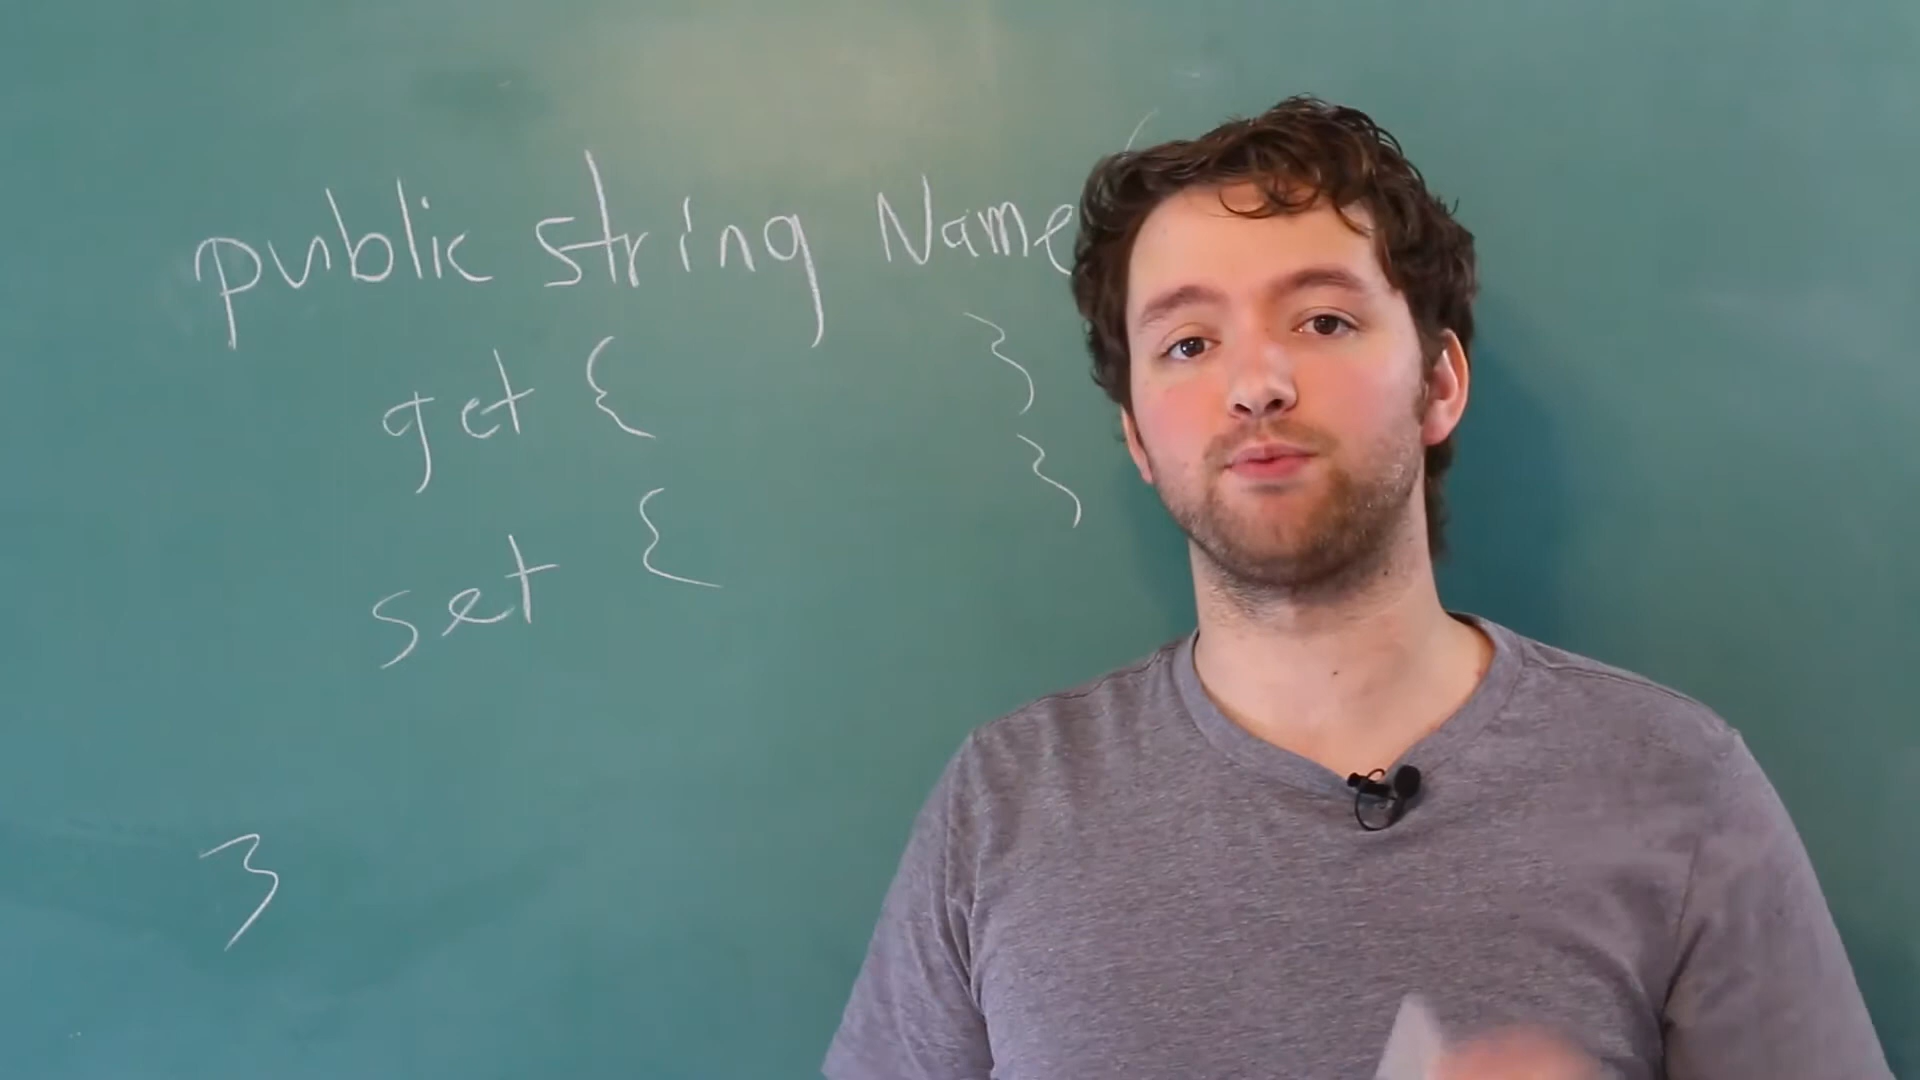 public string Name {
get { }
set { }
}